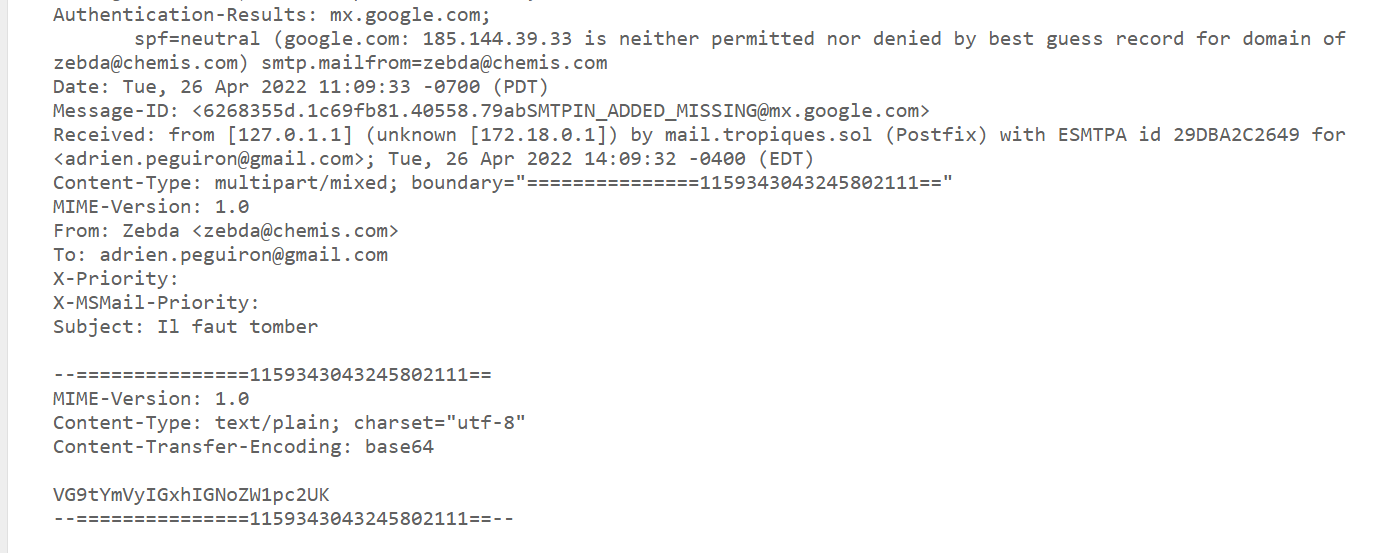 Authentication-Results: mx.google.com;
spf=neutral (google.com: 185.144.39.33 is neither permitted nor denied by best guess record for domain of
zebda@chemis.com) smtp.mailfrom=zebda@chemis.com
Date: Tue, 26 Apr 2022 11:09:33 -0700 (PDT)
Message-ID: <6268355d.1c69fb81.40558.79abSMTPIN_ADDED_MISSING@mx.google.com>
Received: from [127.0.1.1] (unknown [172.18.0.1]) by mail.tropiques.sol (Postfix) with ESMTPA id 29DBA2C2649 for
<adrien.peguiron@gmail.com>; Tue, 26 Apr 2022 14:09:32 -0400 (EDT)
Content-Type: multipart/mixed; boundary="===============1159343043245802111=="
MIME-Version: 1.0
From: Zebda <zebda@chemis.com>
To: adrien.peguiron@gmail.com
X-Priority:
X-MSMail-Priority:
Subject: Il faut tomber
--===============1159343043245802111==
MIME-Version: 1.0
Content-Type: text/plain; charset="utf-8"
Content-Transfer-Encoding: base64
VG9tYmVyIGxhIGNoZW1pc2UK
--===============1159343043245802111==--